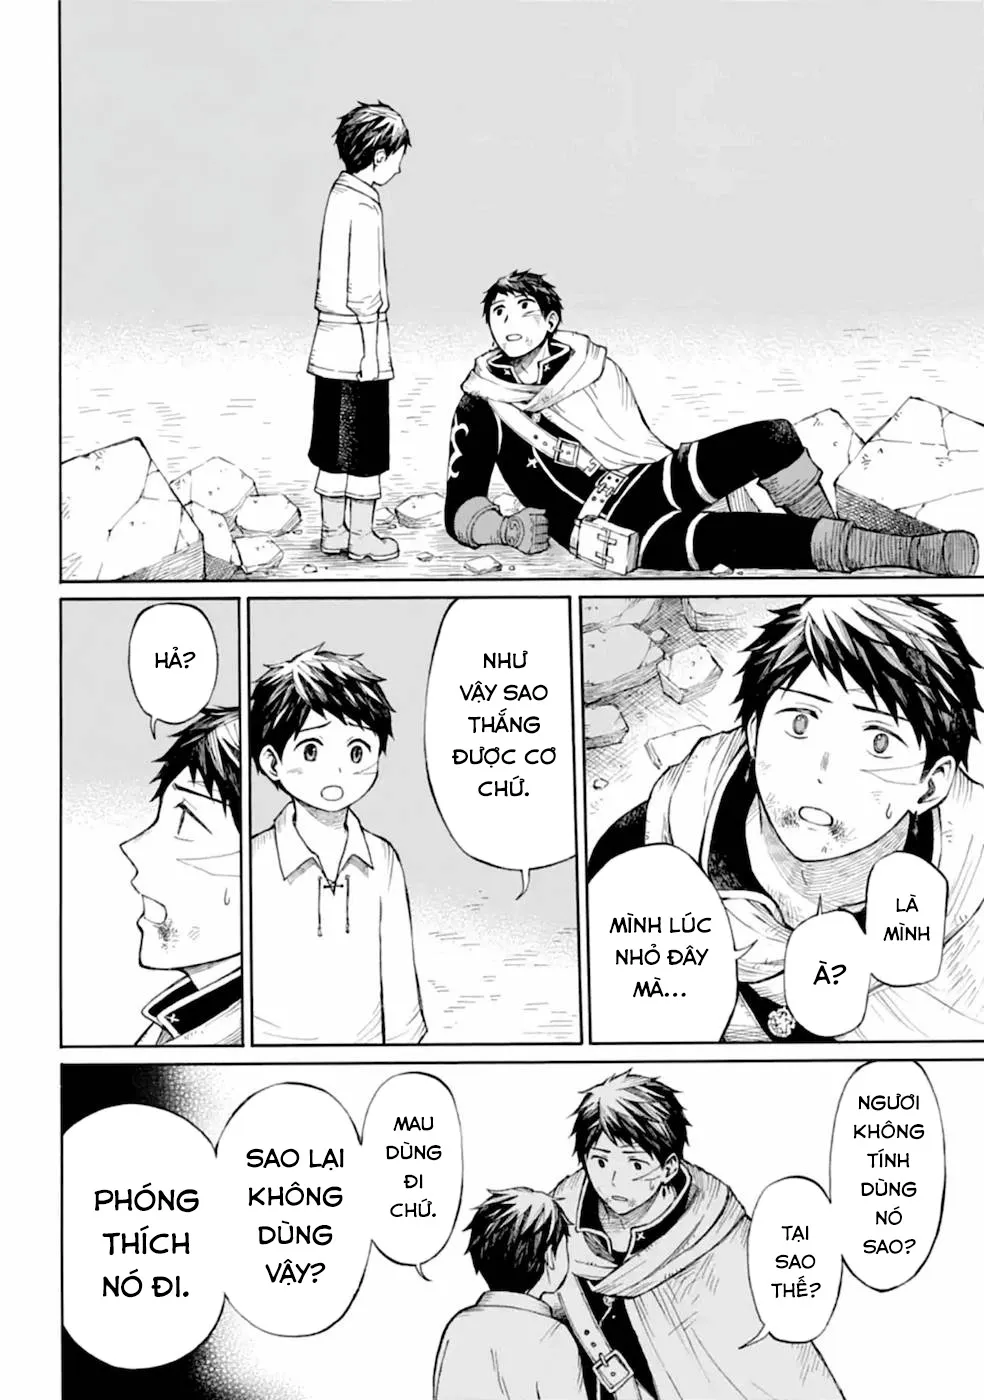 LÀ
MÌNH
À?
MÌNH LÚC
NHỎ ĐÂY
MÀ...
NHƯ
VẬY SAO
THẮNG
ĐƯỢC CƠ
CHỨ.
HẢ?
NGƯƠI
KHÔNG
TÍNH
DÙNG
NÓ
SAO?
TẠI
SAO
THẾ?
MAU
DÙNG
ĐI
CHỨ.
SAO LẠI
KHÔNG
DÙNG
VẬY?
PHÓNG
THÍCH
NÓ ĐI.